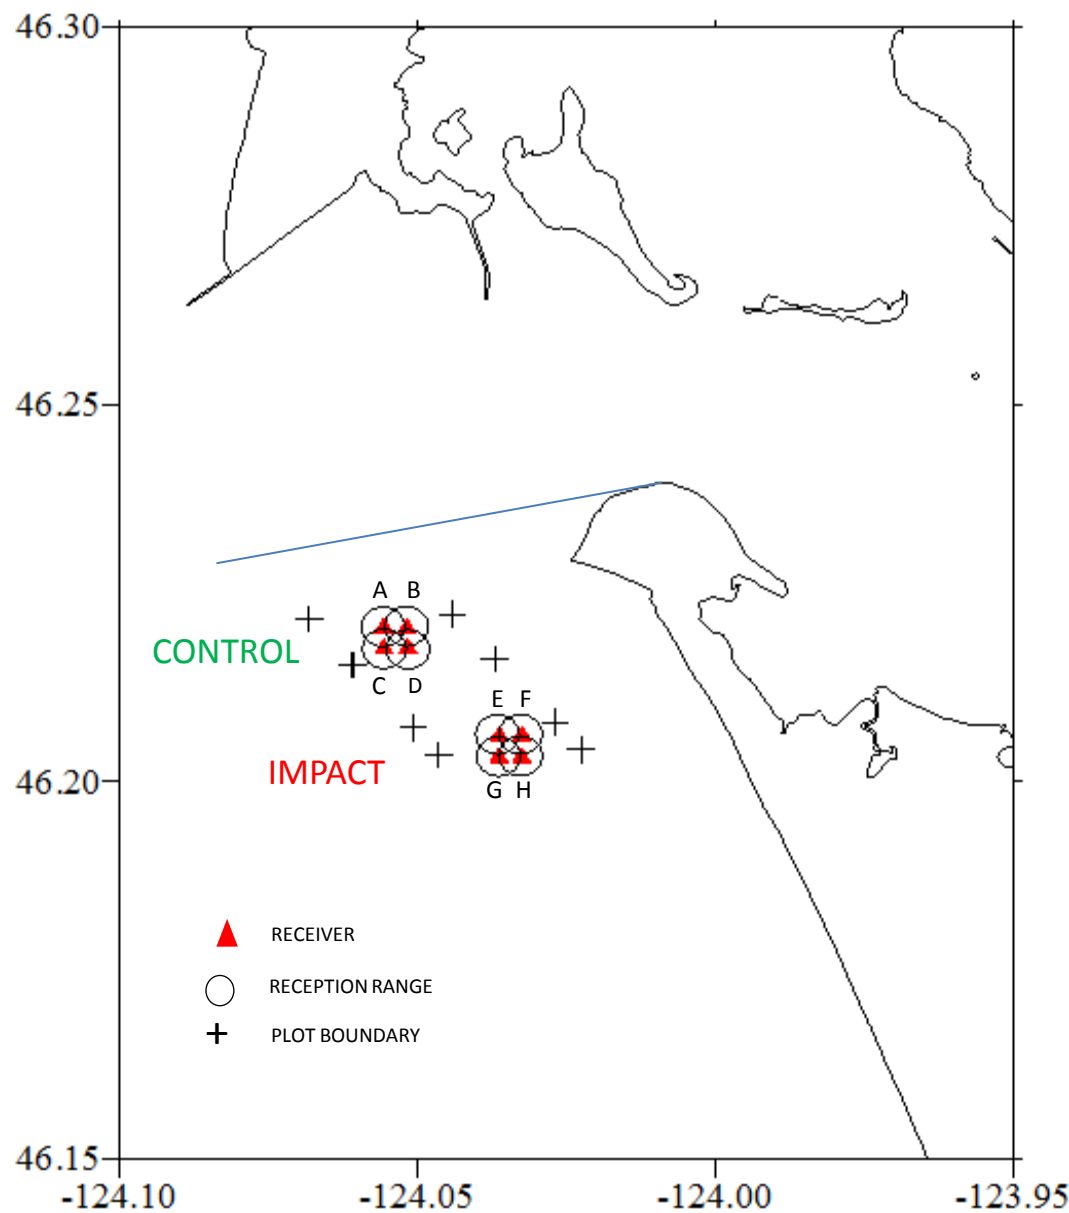 46.30
46.25
A B
CONTROL
C D
E F
IMPACT
46.20
G H
RECEIVER
RECEPTION RANGE
PLOT BOUNDARY
46.15
-124.10 -124.05 -124.00 -123.95